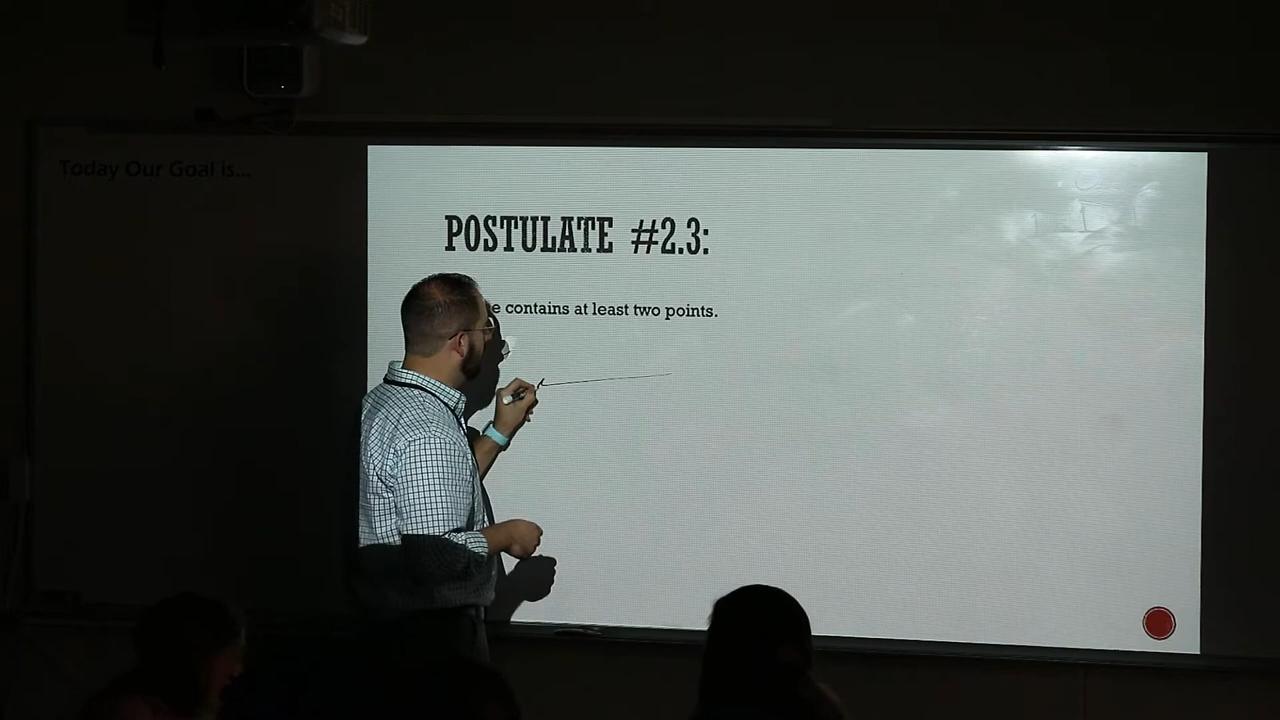 Today Our Goal is...
POSTULATE #2.3:
contains at least two points.